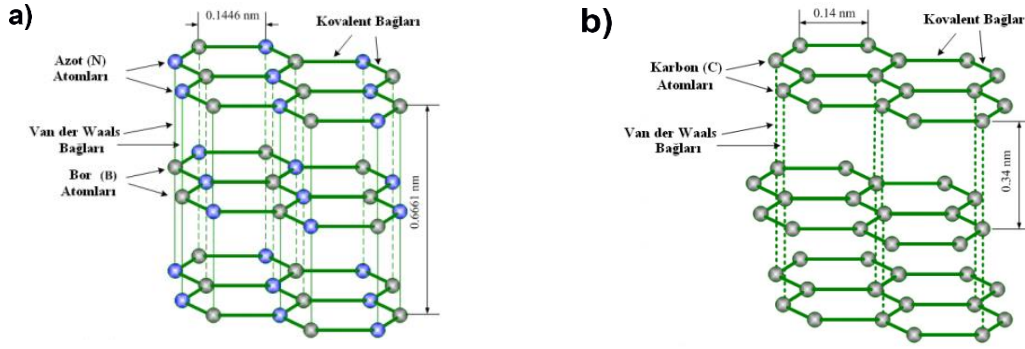 a)
0.1446 nm
Kovalent Bağları
Azot (N)
Atomları
Van der Waals
Bağları
Bor (B)
Atomları
0.6661 nm
b)
0.14 nm
Kovalent Bağları
Karbon (C)
Atomları
Van der Waals
Bağları
0.34 nm